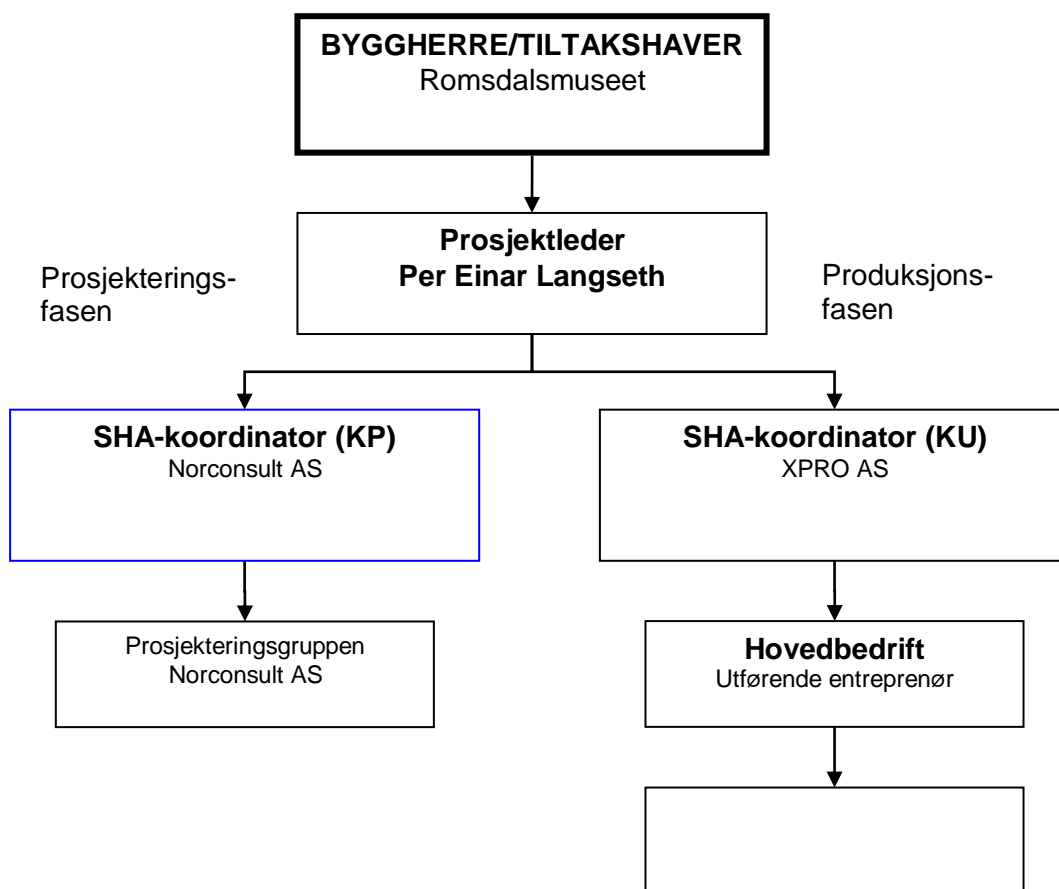 BYGGHERRE/TILTAKSHAVER
Romsdalsmuseet
Prosjektleder
Per Einar Langseth
Prosjekterings-
fasen
Produksjons-
fasen
SHA-koordinator (KP)
Norconsult AS
SHA-koordinator (KU)
XPRO AS
Prosjekteringsgruppen
Norconsult AS
Hovedbedrift
Utførende entreprenør